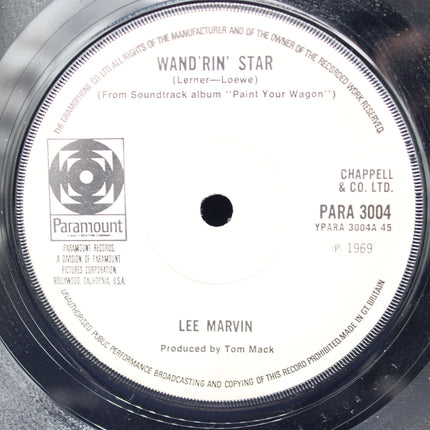 THE GRAMOPHONE CO. LTD. ALL RIGHTS OF THE MANUFACTURER AND OF THE OWNER OF THE RECORDED WORK RESERVED.
WAND'RIN' STAR
(Lerner—Loewe)
(From Soundtrack album "Paint Your Wagon")
Paramount
PARAMOUNT RECORDS,
A DIVISION OF PARAMOUNT
PICTURES CORPORATION,
HOLLYWOOD, CALIFORNIA, U.S.A.
CHAPPELL
& CO. LTD.
PARA 3004
YPARA 3004A 45
℗ 1969
LEE MARVIN
Produced by Tom Mack
UNAUTHORISED PUBLIC PERFORMANCE BROADCASTING AND COPYING OF THIS RECORD PROHIBITED. MADE IN GT. BRITAIN